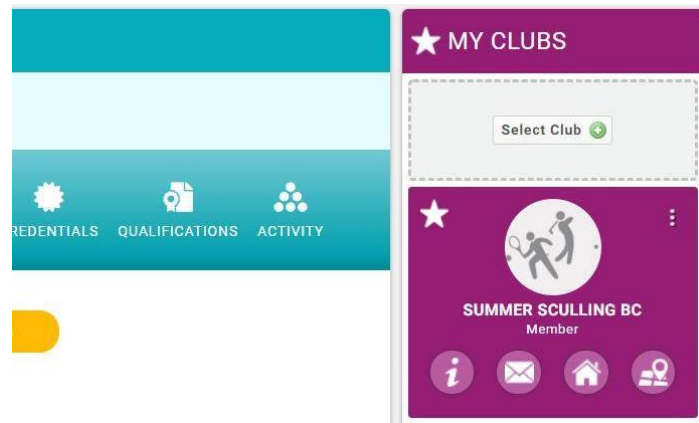 MY CLUBS
Select Club
REDENTIALS QUALIFICATIONS ACTIVITY
SUMMER SCULLING BC
Member